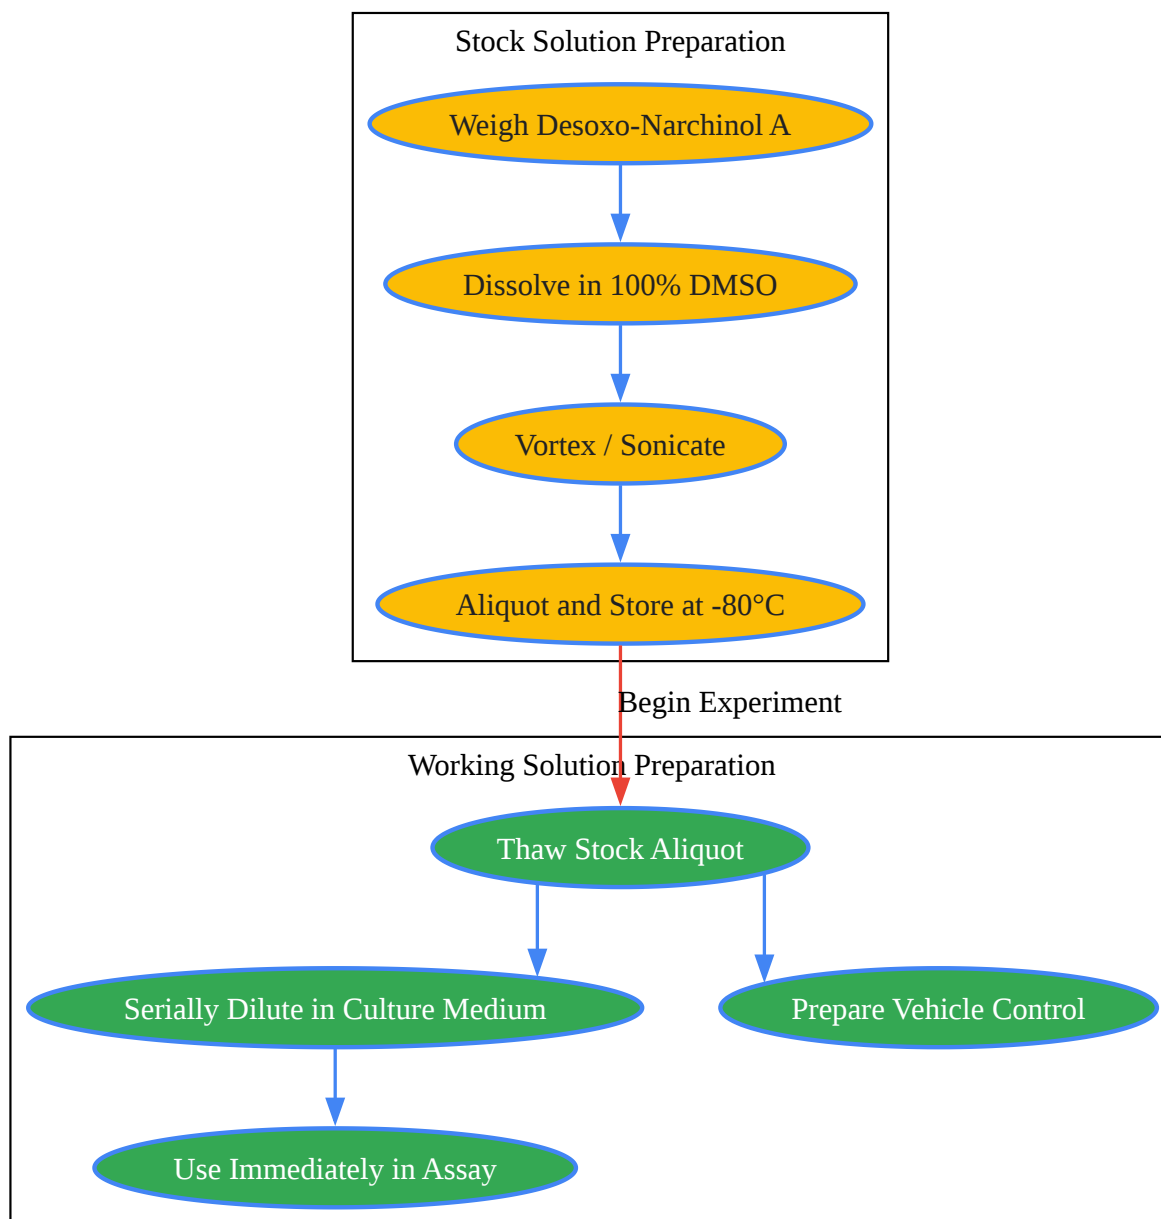 Stock Solution Preparation
Weigh Desoxo-Narchinol A
Dissolve in 100% DMSO
Vortex / Sonicate
Aliquot and Store at -80°C
Begin Experiment
Working Solution Preparation
Thaw Stock Aliquot
Serially Dilute in Culture Medium
Prepare Vehicle Control
Use Immediately in Assay